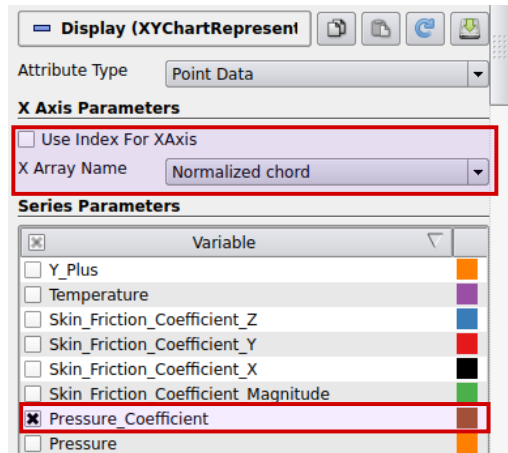 Display (XYChartRepresent
Attribute Type Point Data
X Axis Parameters
Use Index For XAxis
X Array Name Normalized chord
Series Parameters
Variable
Y_Plus
Temperature
Skin_Friction_Coefficient_Z
Skin_Friction_Coefficient_Y
Skin_Friction_Coefficient_X
Skin_Friction_Coefficient_Magnitude
Pressure_Coefficient
Pressure